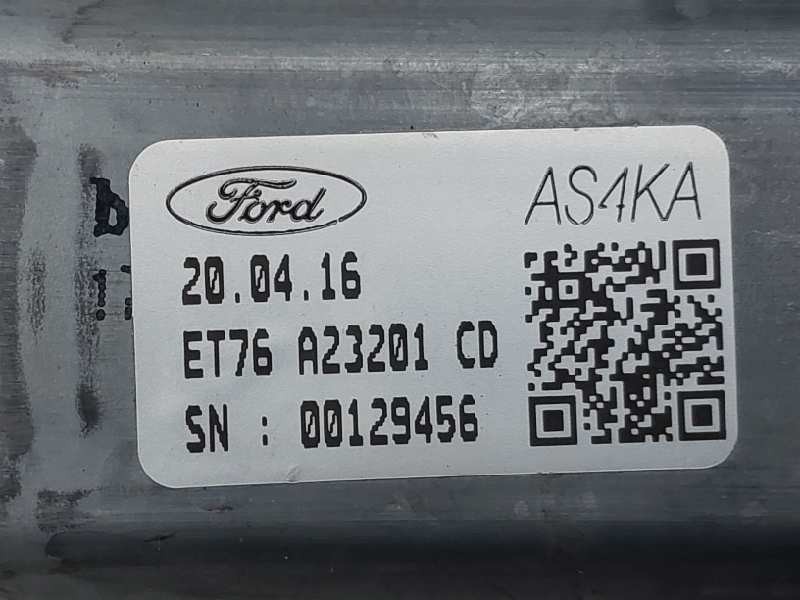 Ford AS4KA
20.04.16
ET76 A23201 CD
SN : 00129456